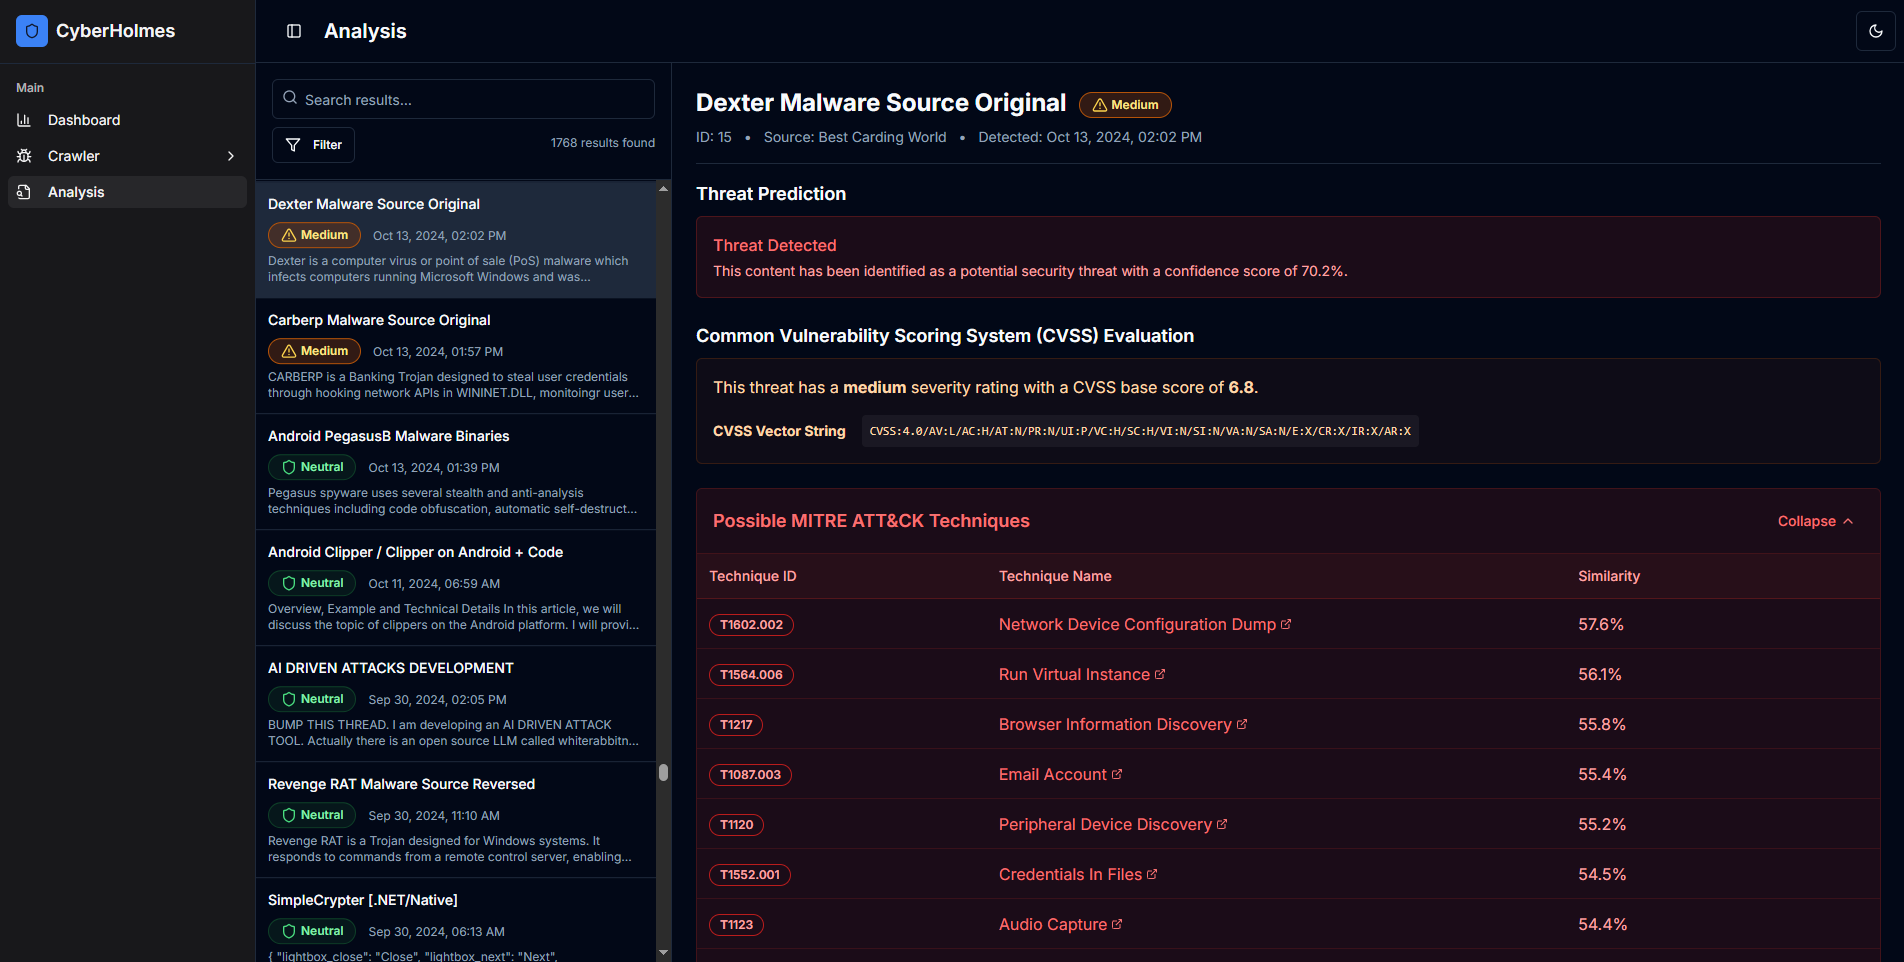 CyberHolmes
Main
Dashboard
Crawler
Analysis
Analysis
Search results...
Filter
1768 results found
Dexter Malware Source Original
Medium Oct 13, 2024, 02:02 PM
Dexter is a computer virus or point of sale (PoS) malware which
infects computers running Microsoft Windows and was...
Carberp Malware Source Original
Medium Oct 13, 2024, 01:57 PM
CARBERP is a Banking Trojan designed to steal user credentials
through hooking network APIs in WININET.DLL, monitoingr user...
Android PegasusB Malware Binaries
Neutral Oct 13, 2024, 01:39 PM
Pegasus spyware uses several stealth and anti-analysis
techniques including code obfuscation, automatic self-destruct...
Android Clipper / Clipper on Android + Code
Neutral Oct 11, 2024, 06:59 AM
Overview, Example and Technical Details In this article, we will
discuss the topic of clippers on the Android platform. I will provi...
AI DRIVEN ATTACKS DEVELOPMENT
Neutral Sep 30, 2024, 02:05 PM
BUMP THIS THREAD. I am developing an AI DRIVEN ATTACK
TOOL. Actually there is an open source LLM called whiterabbitn...
Revenge RAT Malware Source Reversed
Neutral Sep 30, 2024, 11:10 AM
Revenge RAT is a Trojan designed for Windows systems. It
responds to commands from a remote control server, enabling...
SimpleCrypter [.NET/Native]
Neutral Sep 30, 2024, 06:13 AM
{ "lightbox_close": "Close", "lightbox_next": "Next",
Dexter Malware Source Original Medium
ID: 15 • Source: Best Carding World • Detected: Oct 13, 2024, 02:02 PM
Threat Prediction
Threat Detected
This content has been identified as a potential security threat with a confidence score of 70.2%.
Common Vulnerability Scoring System (CVSS) Evaluation
This threat has a medium severity rating with a CVSS base score of 6.8.
CVSS Vector String CVSS:4.0/AV:L/AC:H/AT:N/PR:N/UI:P/VC:H/SC:H/VI:N/SI:N/VA:N/SA:N/E:X/CR:X/IR:X/AR:X
Possible MITRE ATT&CK Techniques Collapse
Technique ID Technique Name Similarity
T1602.002 Network Device Configuration Dump 57.6%
T1564.006 Run Virtual Instance 56.1%
T1217 Browser Information Discovery 55.8%
T1087.003 Email Account 55.4%
T1120 Peripheral Device Discovery 55.2%
T1552.001 Credentials In Files 54.5%
T1123 Audio Capture 54.4%